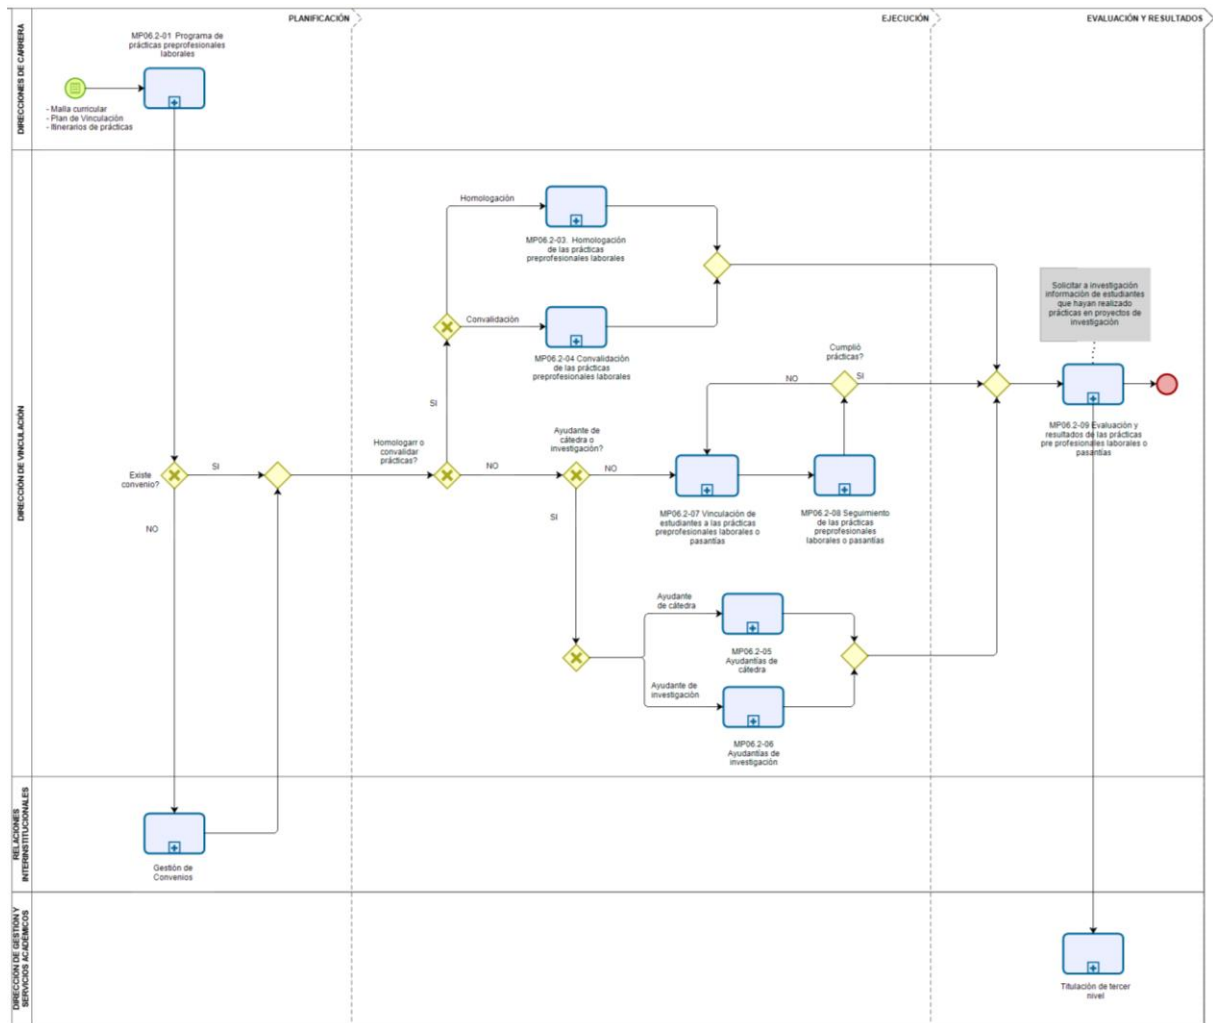 PLANIFICACIÓN
EJECUCIÓN
EVALUACIÓN Y RESULTADOS
DIRECCIONES DE CARRERA
MP06.2-01 Programa de
prácticas preprofesionales
laborales
- Malla curricular
- Plan de Vinculación
- Itinerarios de prácticas
DIRECCIÓN DE VINCULACIÓN
Homologación
MP06.2-03. Homologación
de las prácticas
preprofesionales laborales
Convalidación
MP06.2-04 Convalidación
de las prácticas
preprofesionales laborales
Solicitar a investigación
información de estudiantes
que hayan realizado
prácticas en proyectos de
investigación
Cumplió
prácticas?
NO
SI
SI
MP06.2-09 Evaluación y
resultados de las prácticas
pre profesionales laborales o
pasantías
Existe
convenio?
SI
NO
Homologarr o
convalidar
prácticas?
NO
Ayudante de
cátedra o
investigación?
NO
SI
MP06.2-07 Vinculación de
estudiantes a las prácticas
preprofesionales laborales o
pasantías
MP06.2-08 Seguimiento
de las prácticas
preprofesionales
laborales o pasantías
Ayudante
de cátedra
MP06.2-05
Ayudantías de
cátedra
Ayudante de
investigación
MP06.2-06
Ayudantías de
investigación
RELACIONES
INTERINSTITUCIONALES
Gestión de
Convenios
DIRECCIÓN DE GESTIÓN Y
SERVICIOS ACADÉMICOS
Titulación de tercer
nivel